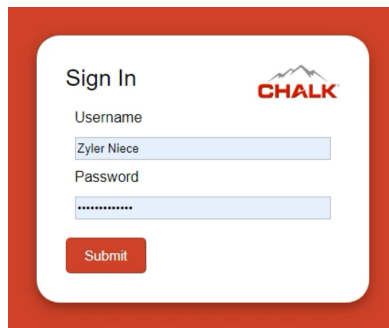 Sign In
CHALK
Username
Zyler Niece
Password
•••••••••••••
Submit